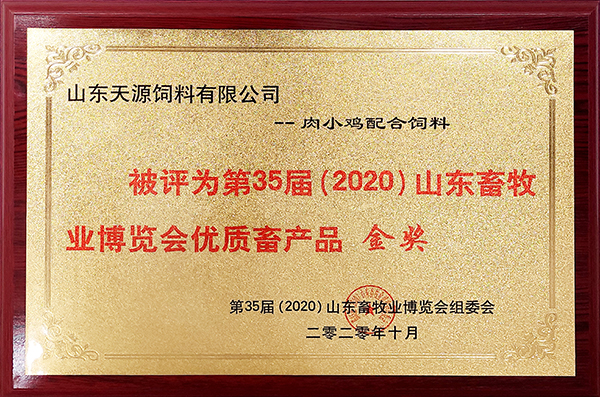 山东天源饲料有限公司
--肉小鸡配合饲料
被评为第35届(2020)山东畜牧
业博览会优质畜产品 金奖
第35届(2020)山东畜牧业博览会组委会
二零二零年十月